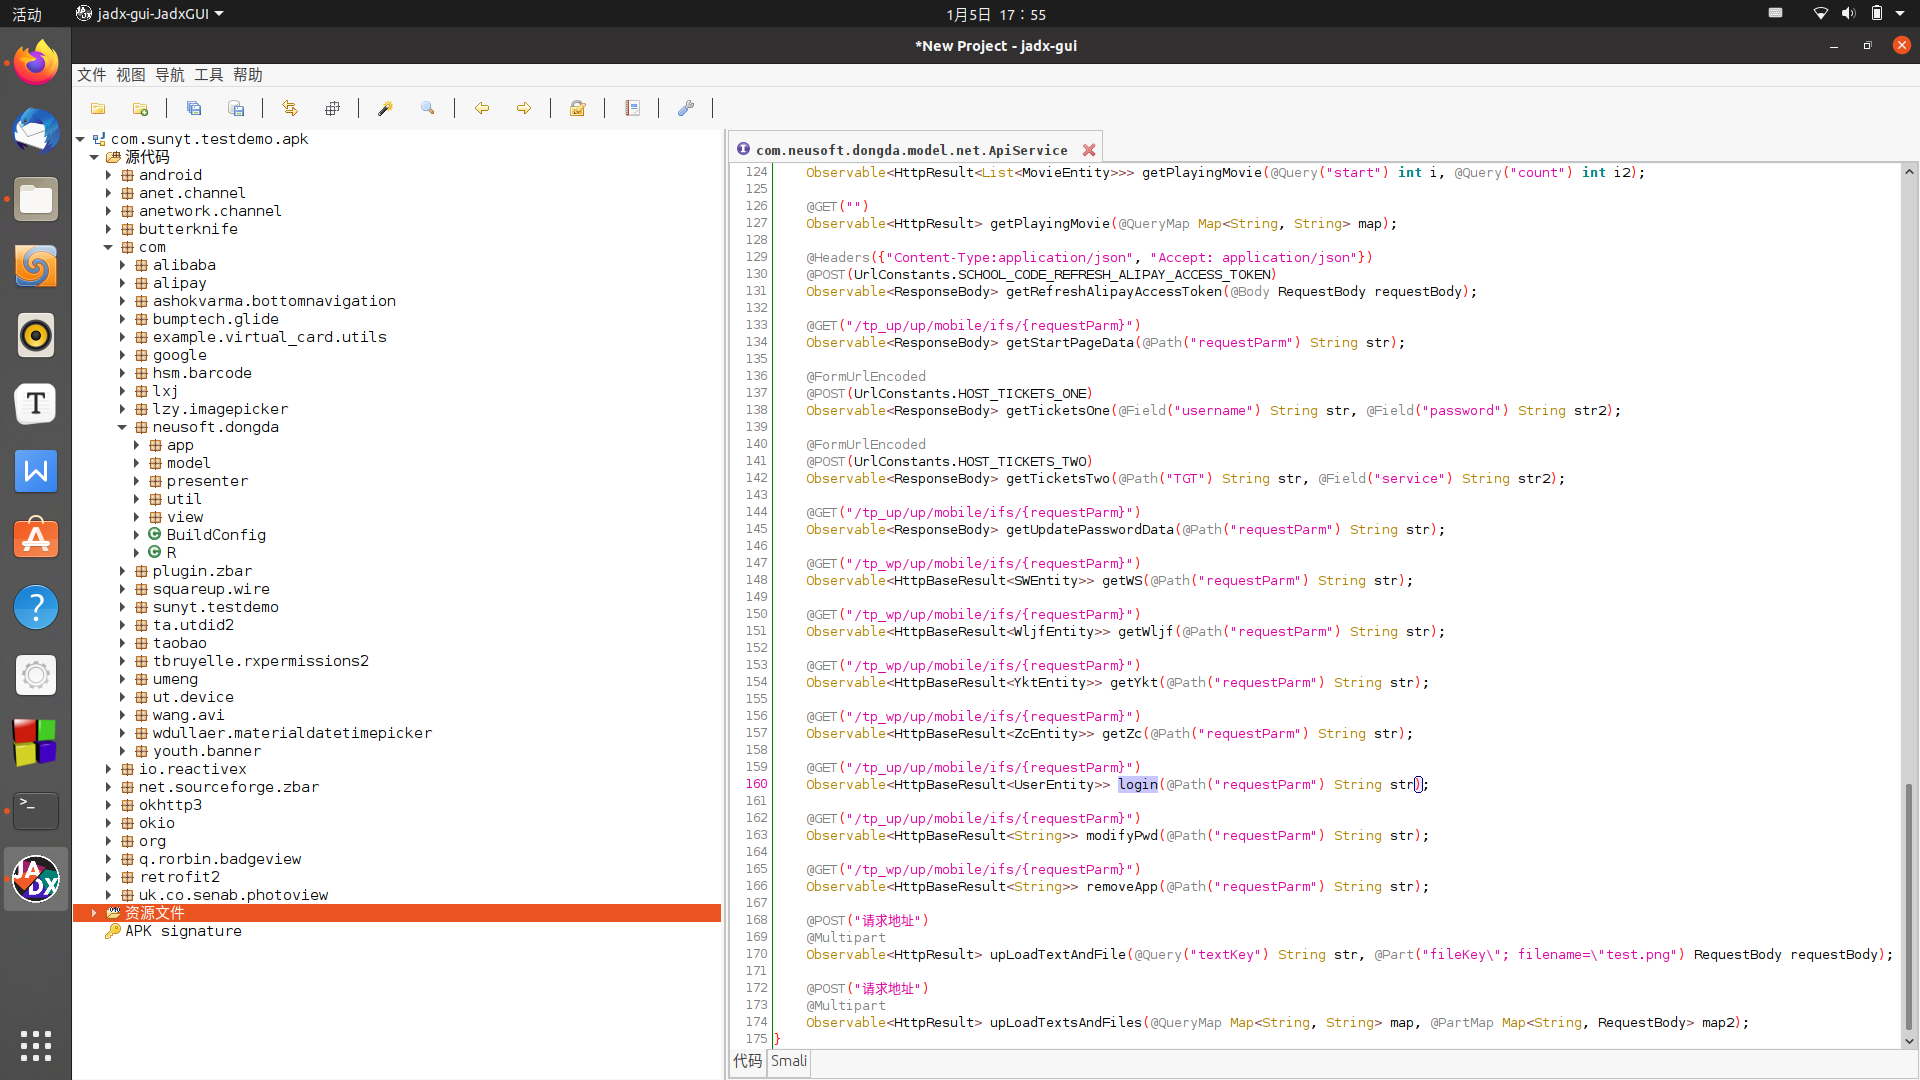 活动
jadx-gui-JadxGUI
1月5日 17：55
*New Project - jadx-gui
文件 视图 导航 工具 帮助
com.sunyt.testdemo.apk
源代码
android
anet.channel
anetwork.channel
butterknife
com
alibaba
alipay
ashokvarma.bottomnavigation
bumptech.glide
example.virtual_card.utils
google
hsm.barcode
lxj
lzy.imagepicker
neusoft.dongda
app
model
presenter
util
view
BuildConfig
R
plugin.zbar
squareup.wire
sunyt.testdemo
ta.utdid2
taobao
tbruyelle.rxpermissions2
umeng
ut.device
wang.avi
wdullaer.materialdatetimepicker
youth.banner
io.reactivex
net.sourceforge.zbar
okhttp3
okio
org
q.rorbin.badgeview
retrofit2
uk.co.senab.photoview
资源文件
APK signature
com.neusoft.dongda.model.net.ApiService
124 Observable<HttpResult<List<MovieEntity>>> getPlayingMovie(@Query("start") int i, @Query("count") int i2);
125
126 @GET("")
127 Observable<HttpResult> getPlayingMovie(@QueryMap Map<String, String> map);
128
129 @Headers({"Content-Type:application/json", "Accept: application/json"})
130 @POST(UrlConstants.SCHOOL_CODE_REFRESH_ALIPAY_ACCESS_TOKEN)
131 Observable<ResponseBody> getRefreshAlipayAccessToken(@Body RequestBody requestBody);
132
133 @GET("/tp_up/up/mobile/ifs/{requestParm}")
134 Observable<ResponseBody> getStartPageData(@Path("requestParm") String str);
135
136 @FormUrlEncoded
137 @POST(UrlConstants.HOST_TICKETS_ONE)
138 Observable<ResponseBody> getTicketsOne(@Field("username") String str, @Field("password") String str2);
139
140 @FormUrlEncoded
141 @POST(UrlConstants.HOST_TICKETS_TWO)
142 Observable<ResponseBody> getTicketsTwo(@Path("TGT") String str, @Field("service") String str2);
143
144 @GET("/tp_up/up/mobile/ifs/{requestParm}")
145 Observable<ResponseBody> getUpdatePasswordData(@Path("requestParm") String str);
146
147 @GET("/tp_wp/up/mobile/ifs/{requestParm}")
148 Observable<HttpBaseResult<SWEntity>> getWS(@Path("requestParm") String str);
149
150 @GET("/tp_wp/up/mobile/ifs/{requestParm}")
151 Observable<HttpBaseResult<WljfEntity>> getWljf(@Path("requestParm") String str);
152
153 @GET("/tp_wp/up/mobile/ifs/{requestParm}")
154 Observable<HttpBaseResult<YktEntity>> getYkt(@Path("requestParm") String str);
155
156 @GET("/tp_wp/up/mobile/ifs/{requestParm}")
157 Observable<HttpBaseResult<ZcEntity>> getZc(@Path("requestParm") String str);
158
159 @GET("/tp_up/up/mobile/ifs/{requestParm}")
160 Observable<HttpBaseResult<UserEntity>> login(@Path("requestParm") String str);
161
162 @GET("/tp_up/up/mobile/ifs/{requestParm}")
163 Observable<HttpBaseResult<String>> modifyPwd(@Path("requestParm") String str);
164
165 @GET("/tp_wp/up/mobile/ifs/{requestParm}")
166 Observable<HttpBaseResult<String>> removeApp(@Path("requestParm") String str);
167
168 @POST("请求地址")
169 @Multipart
170 Observable<HttpResult> upLoadTextAndFile(@Query("textKey") String str, @Part("fileKey\"; filename=\"test.png") RequestBody requestBody);
171
172 @POST("请求地址")
173 @Multipart
174 Observable<HttpResult> upLoadTextsAndFiles(@QueryMap Map<String, String> map, @PartMap Map<String, RequestBody> map2);
175 }
代码 Smali